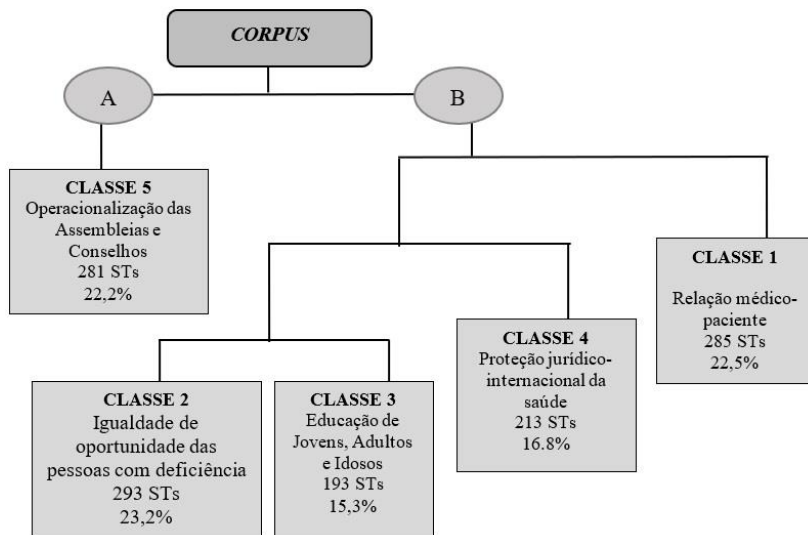 CORPUS
A
B
CLASSE 5
Operacionalização das
Assembleias e
Conselhos
281 STs
22,2%
CLASSE 1
Relação médico-
paciente
285 STs
22,5%
CLASSE 4
Proteção jurídico-
internacional da
saúde
213 STs
16.8%
CLASSE 2
Igualdade de
oportunidade das
pessoas com deficiência
293 STs
23,2%
CLASSE 3
Educação de
Jovens, Adultos
e Idosos
193 STs
15,3%